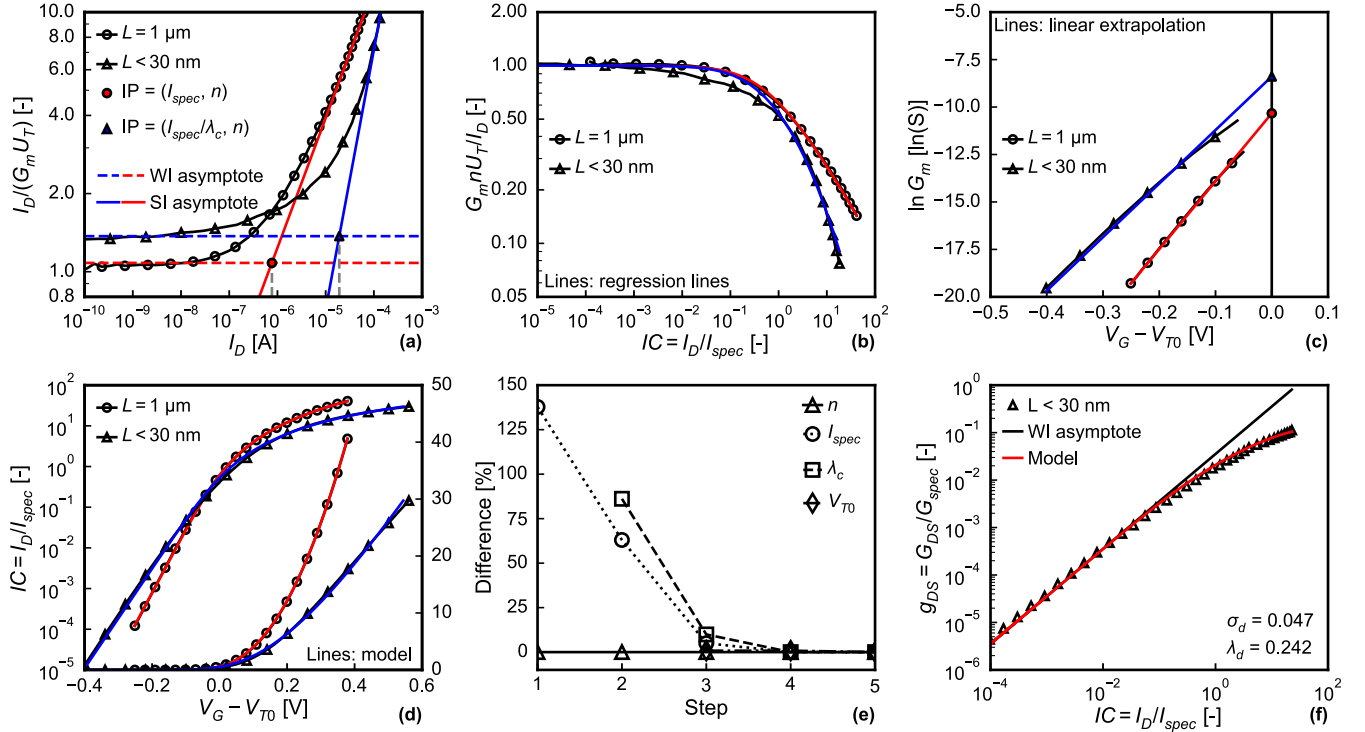 10.0
8.0
6.0
4.0
2.0
1.0
0.8
I_D/(G_mU_T) [-]
L = 1 μm
L < 30 nm
IP = (I_spec, n)
IP = (I_spec/λ_c, n)
WI asymptote
SI asymptote
10^−10 10^−9 10^−8 10^−7 10^−6 10^−5 10^−4 10^−3
I_D [A]
(a)
2.0
1.00
0.50
0.20
0.10
0.05
G_m nU_T/I_D [-]
L = 1 μm
L < 30 nm
Lines: regression lines
10^−5 10^−4 10^−3 10^−2 10^−1 10^0 10^1 10^2
IC = I_D/I_spec [-]
(b)
−5.0
−7.5
−10.0
−12.5
−15.0
−17.5
−20.0
ln G_m [ln(S)]
Lines: linear extrapolation
L = 1 μm
L < 30 nm
−0.5 −0.4 −0.3 −0.2 −0.1 0.0 0.1
V_G − V_T0 [V]
(c)
10^2
10^1
10^0
10^−1
10^−2
10^−3
10^−4
10^−5
IC = I_D/I_spec [-]
L = 1 μm
L < 30 nm
50
40
30
20
10
0
Lines: model
−0.4 −0.2 0.0 0.2 0.4 0.6
V_G − V_T0 [V]
(d)
150
125
100
75
50
25
0
Difference [%]
n
I_spec
λ_c
V_T0
1 2 3 4 5
Step
(e)
10^0
10^−1
10^−2
10^−3
10^−4
10^−5
10^−6
g_DS = G_DS/G_spec [-]
L < 30 nm
WI asymptote
Model
σ_d = 0.047
λ_d = 0.242
10^−4 10^−2 10^0 10^2
IC = I_D/I_spec [-]
(f)